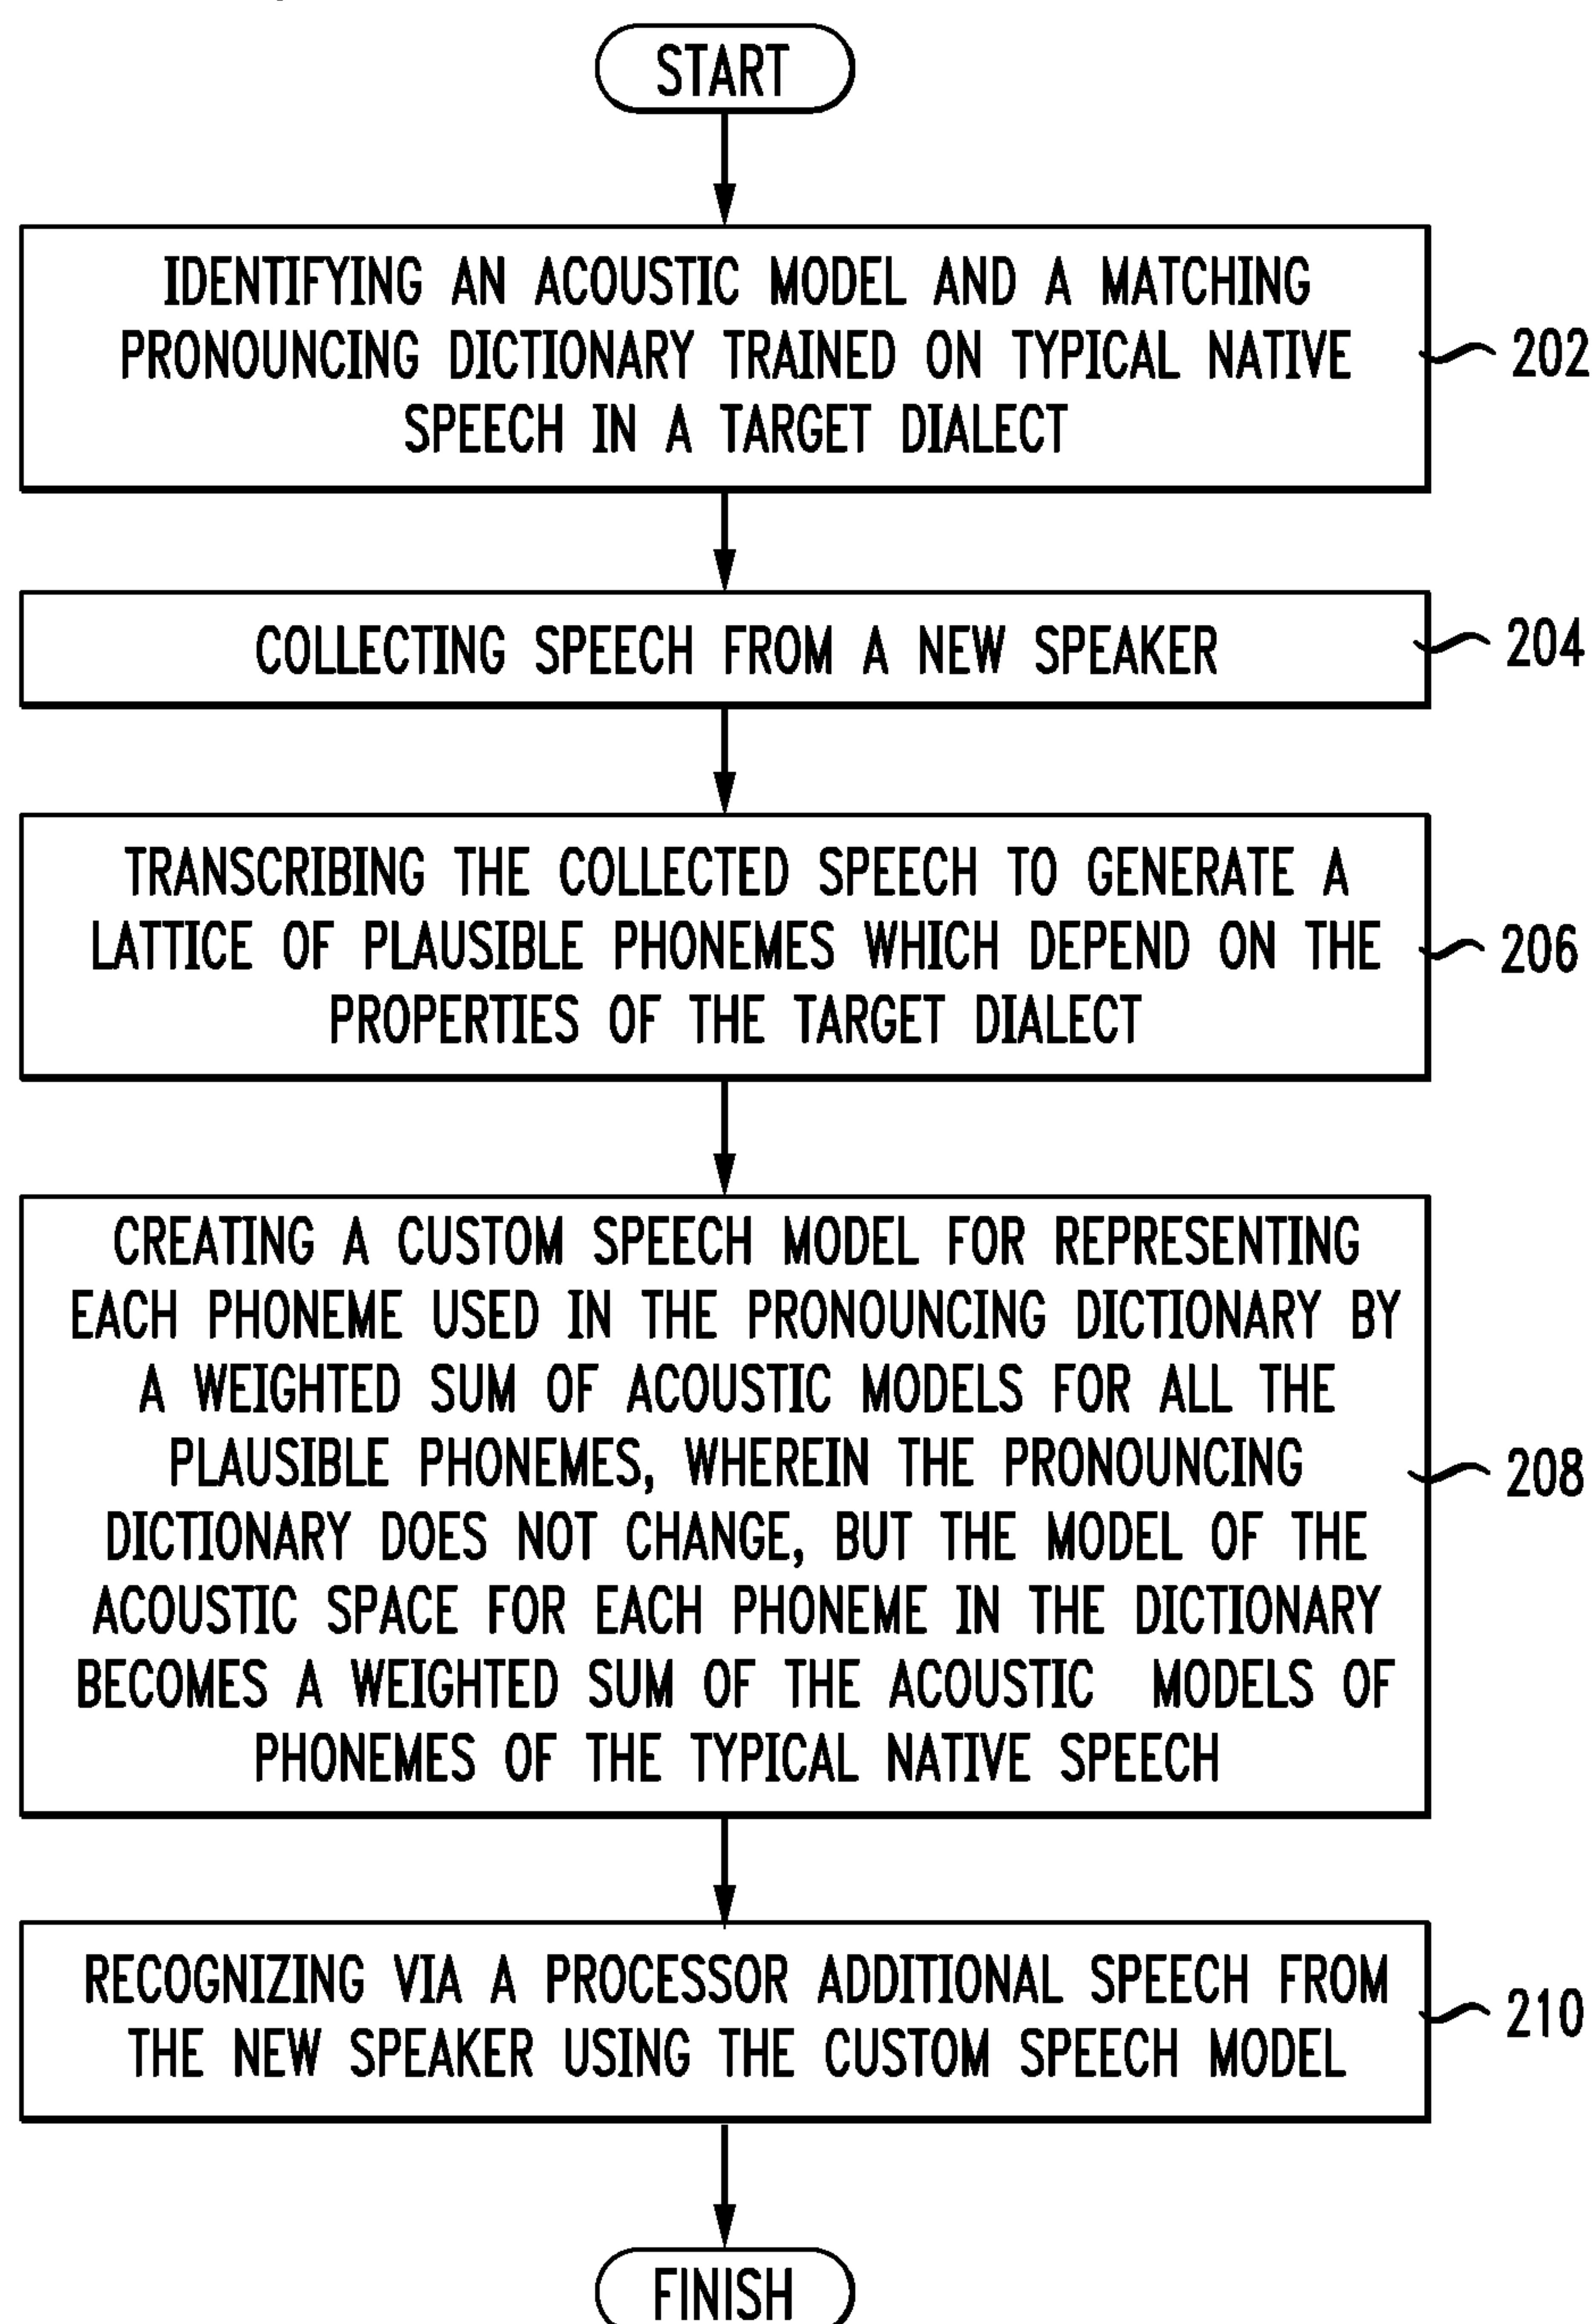 START
IDENTIFYING AN ACOUSTIC MODEL AND A MATCHING
PRONOUNCING DICTIONARY TRAINED ON TYPICAL NATIVE
SPEECH IN A TARGET DIALECT
202
COLLECTING SPEECH FROM A NEW SPEAKER
204
TRANSCRIBING THE COLLECTED SPEECH TO GENERATE A
LATTICE OF PLAUSIBLE PHONEMES WHICH DEPEND ON THE
PROPERTIES OF THE TARGET DIALECT
206
CREATING A CUSTOM SPEECH MODEL FOR REPRESENTING
EACH PHONEME USED IN THE PRONOUNCING DICTIONARY BY
A WEIGHTED SUM OF ACOUSTIC MODELS FOR ALL THE
PLAUSIBLE PHONEMES, WHEREIN THE PRONOUNCING
DICTIONARY DOES NOT CHANGE, BUT THE MODEL OF THE
ACOUSTIC SPACE FOR EACH PHONEME IN THE DICTIONARY
BECOMES A WEIGHTED SUM OF THE ACOUSTIC MODELS OF
PHONEMES OF THE TYPICAL NATIVE SPEECH
208
RECOGNIZING VIA A PROCESSOR ADDITIONAL SPEECH FROM
THE NEW SPEAKER USING THE CUSTOM SPEECH MODEL
210
FINISH